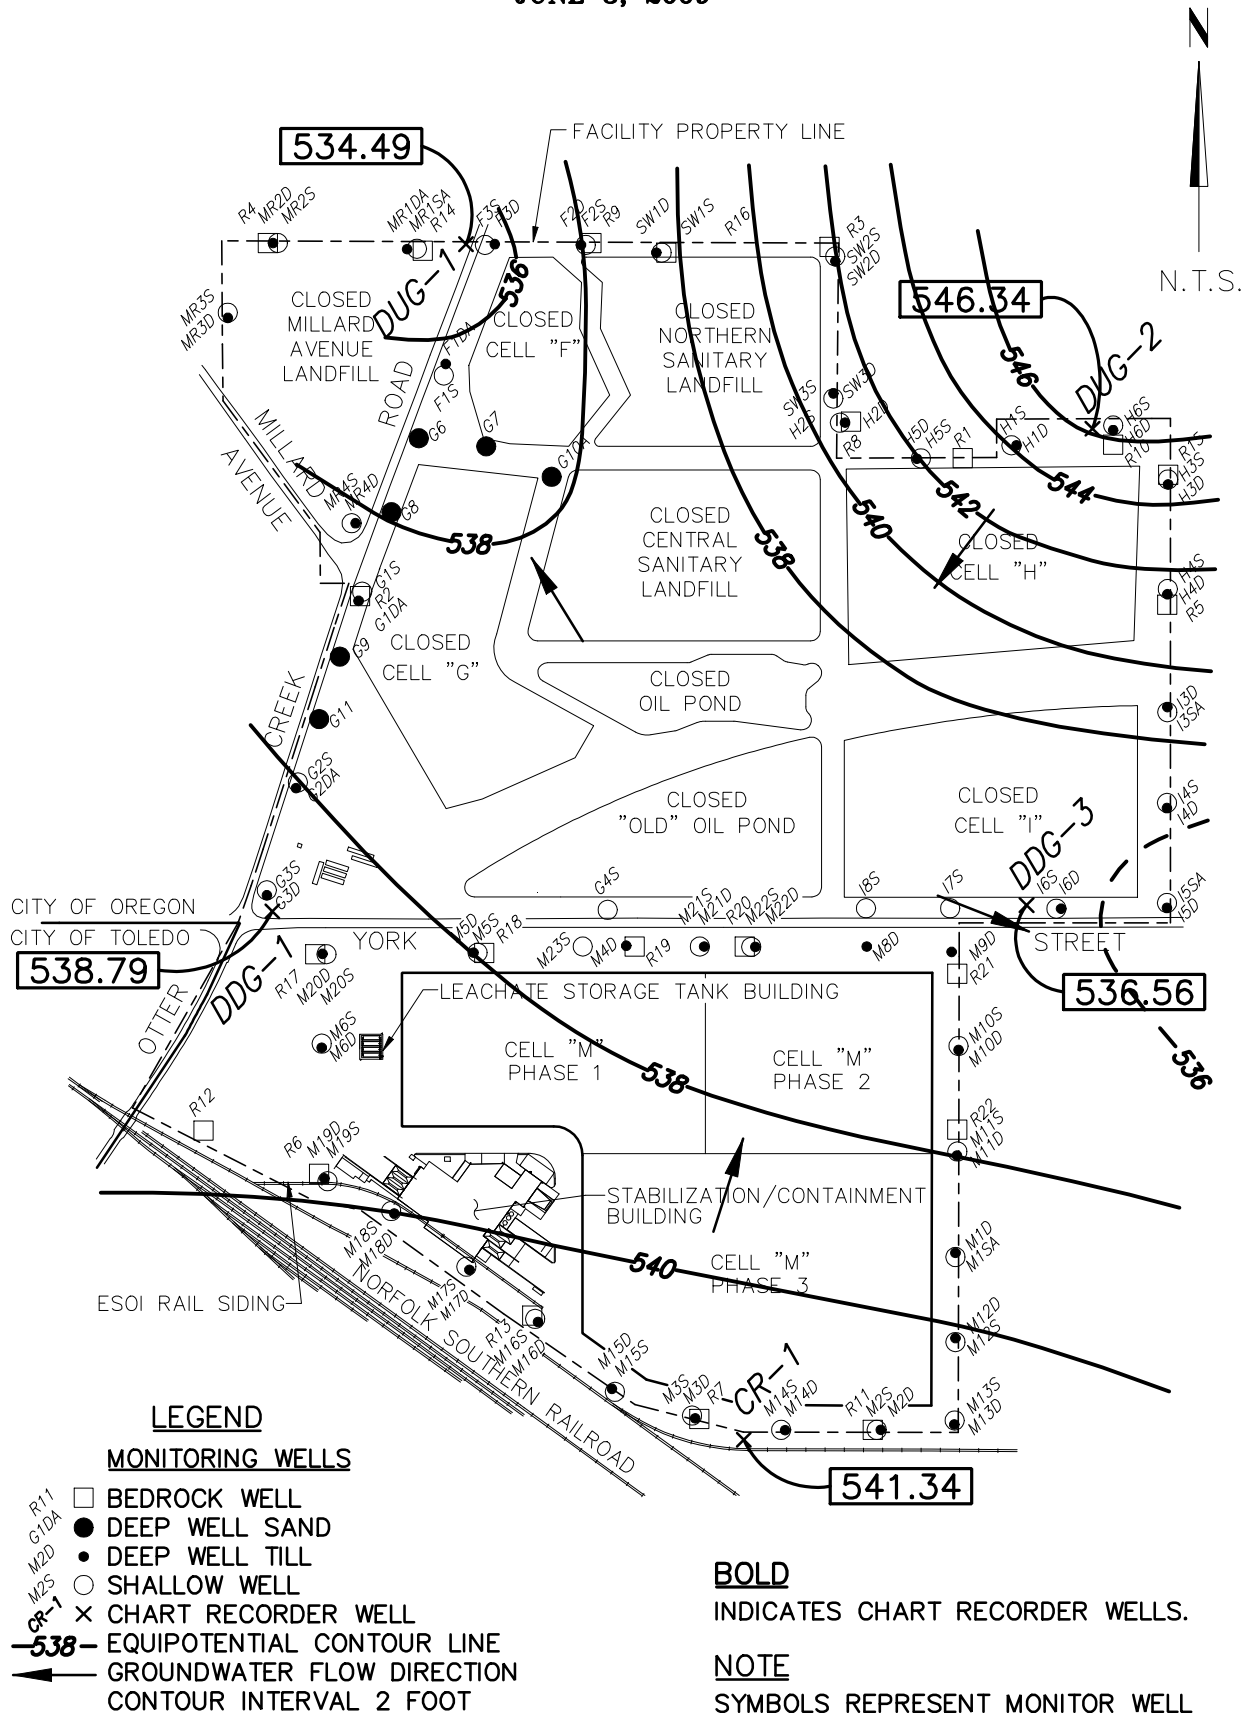 N
N.T.S.
FACILITY PROPERTY LINE
534.49
R4
MR2D
MR2S
MR1DA
MR1SA
R14
F3S
F3D
F2D
F2S
R9
SW1D
SW1S
R16
R3
SW2S
SW2D
DUG-1
536
546.34
MR3S
MR3D
CLOSED
MILLARD
AVENUE
LANDFILL
CLOSED
CELL "F"
CLOSED
NORTHERN
SANITARY
LANDFILL
546
DUG-2
F1DA
F1S
ROAD
SW3S
SW3D
H2S
H2D
R8
H5D
H5S
R1
H1S
H1D
H6S
H6D
R10
R1S
H3S
H3D
MILLARD
AVENUE
G6
G7
G10A
G8
MR4S
MR4D
538
538
540
542
544
CLOSED
CENTRAL
SANITARY
LANDFILL
CLOSED
CELL "H"
H4S
H4D
R5
G1S
R2
G1DA
G9
CLOSED
CELL "G"
CLOSED
OIL POND
CREEK
G11
I3D
I3SA
G2S
G2DA
CLOSED
"OLD" OIL POND
CLOSED
CELL "I"
I4S
I4D
DDG-3
G3S
G3D
G4S
I8S
I7S
I6S
I6D
I5SA
I5D
CITY OF OREGON
CITY OF TOLEDO
YORK
STREET
M5D
M5S
R18
M23S
M4D
R19
M21S
M21D
R20
M22S
M22D
M8D
M9D
R21
538.79
DDG-1
R17
M20D
M20S
536.56
OTTER
LEACHATE STORAGE TANK BUILDING
M6S
M6D
CELL "M"
PHASE 1
CELL "M"
PHASE 2
538
M10S
M10D
536
R12
R22
M11S
M11D
R6
M19D
M19S
STABILIZATION/CONTAINMENT
BUILDING
M18S
M18D
540
CELL "M"
PHASE 3
M1D
M1SA
ESOI RAIL SIDING
M17S
M17D
NORFOLK SOUTHERN RAILROAD
R13
M16S
M16D
M12D
M12S
M15D
M15S
M3S
M3D
R7
CR-1
M14S
M14D
R11
M2S
M2D
M13S
M13D
541.34
LEGEND
MONITORING WELLS
R11 BEDROCK WELL
G1DA DEEP WELL SAND
M2D DEEP WELL TILL
M2S SHALLOW WELL
CR-1 CHART RECORDER WELL
538 EQUIPOTENTIAL CONTOUR LINE
GROUNDWATER FLOW DIRECTION
CONTOUR INTERVAL 2 FOOT
BOLD
INDICATES CHART RECORDER WELLS.
NOTE
SYMBOLS REPRESENT MONITOR WELL